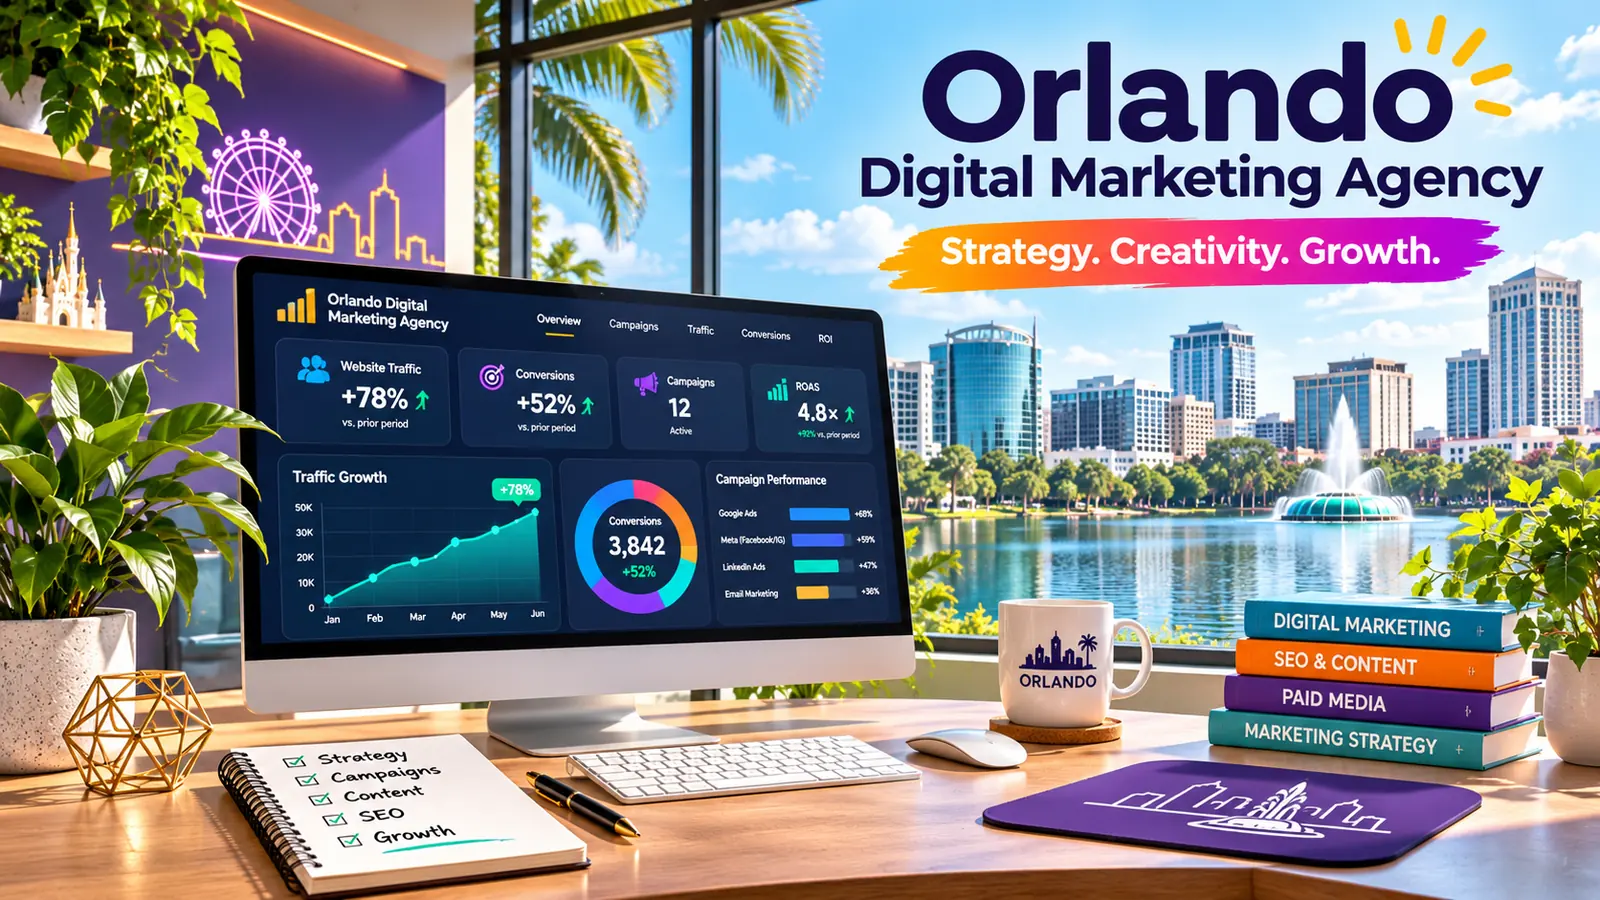 Orlando
Digital Marketing Agency
Strategy. Creativity. Growth.
Orlando Digital
Marketing Agency
Overview
Campaigns
Traffic
Conversions
ROI
Website Traffic
+78%
vs. prior period
Conversions
+52%
vs. prior period
Campaigns
12
Active
ROAS
4.8×
+92% vs. prior period
Traffic Growth
+78%
50K
30K
20K
10K
0
Jan
Feb
Mar
Apr
May
Jun
Conversions
3,842
+52%
Campaign Performance
Google Ads +68%
Meta (Facebook/IG) +59%
LinkedIn Ads +47%
Email Marketing +36%
ORLANDO
DIGITAL MARKETING
SEO & CONTENT
PAID MEDIA
MARKETING STRATEGY
Strategy
Campaigns
Content
SEO
Growth